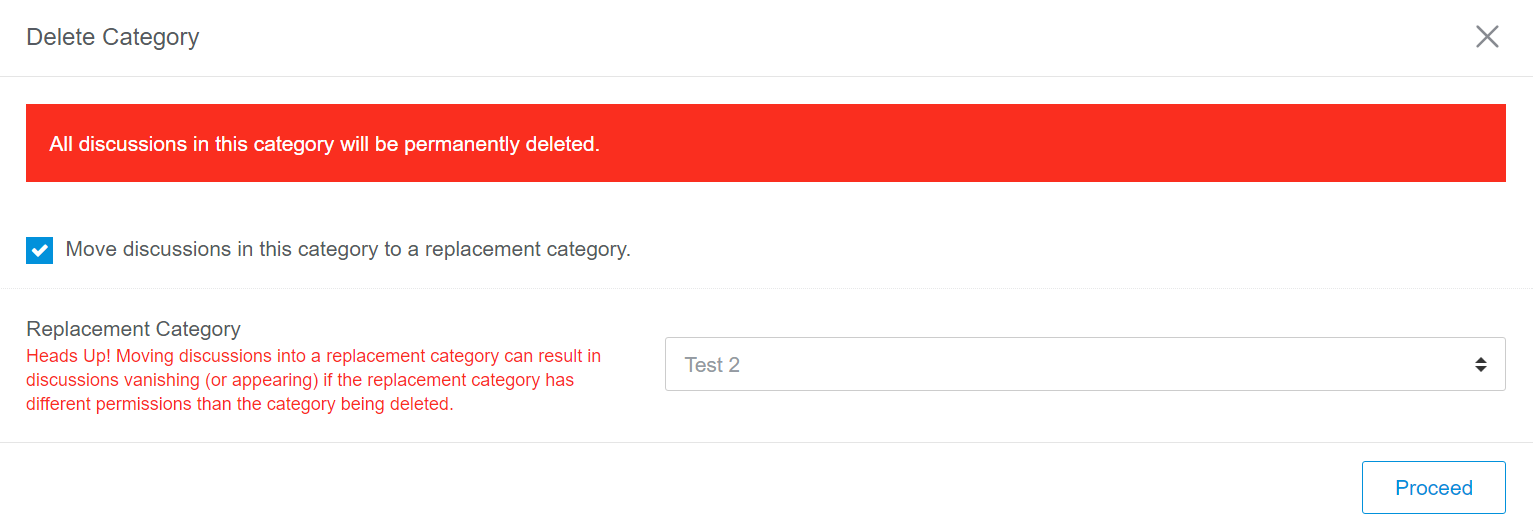 Delete Category
All discussions in this category will be permanently deleted.
Move discussions in this category to a replacement category.
Replacement Category
Heads Up! Moving discussions into a replacement category can result in
discussions vanishing (or appearing) if the replacement category has
different permissions than the category being deleted.
Test 2
Proceed